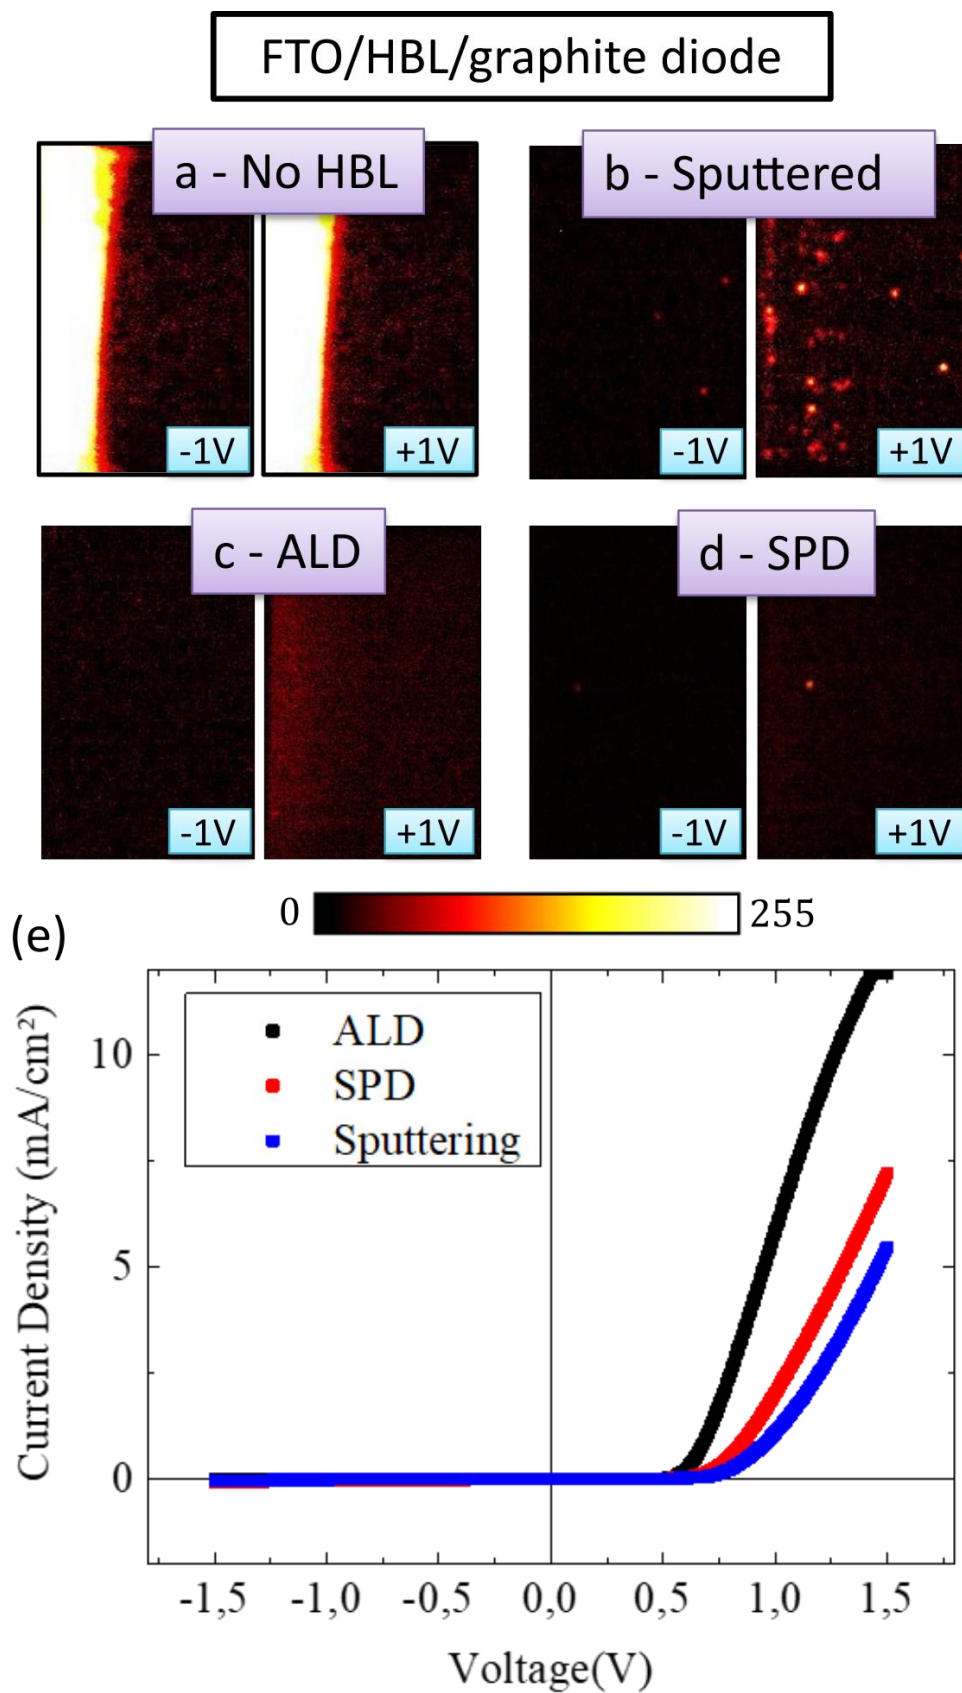 FTO/HBL/graphite diode
a - No HBL
b - Sputtered
-1V
+1V
-1V
+1V
c - ALD
d - SPD
-1V
+1V
-1V
+1V
0
255
(e)
ALD
SPD
Sputtering
Current Density (mA/cm²)
10
5
0
-1,5
-1,0
-0,5
0,0
0,5
1,0
1,5
Voltage(V)